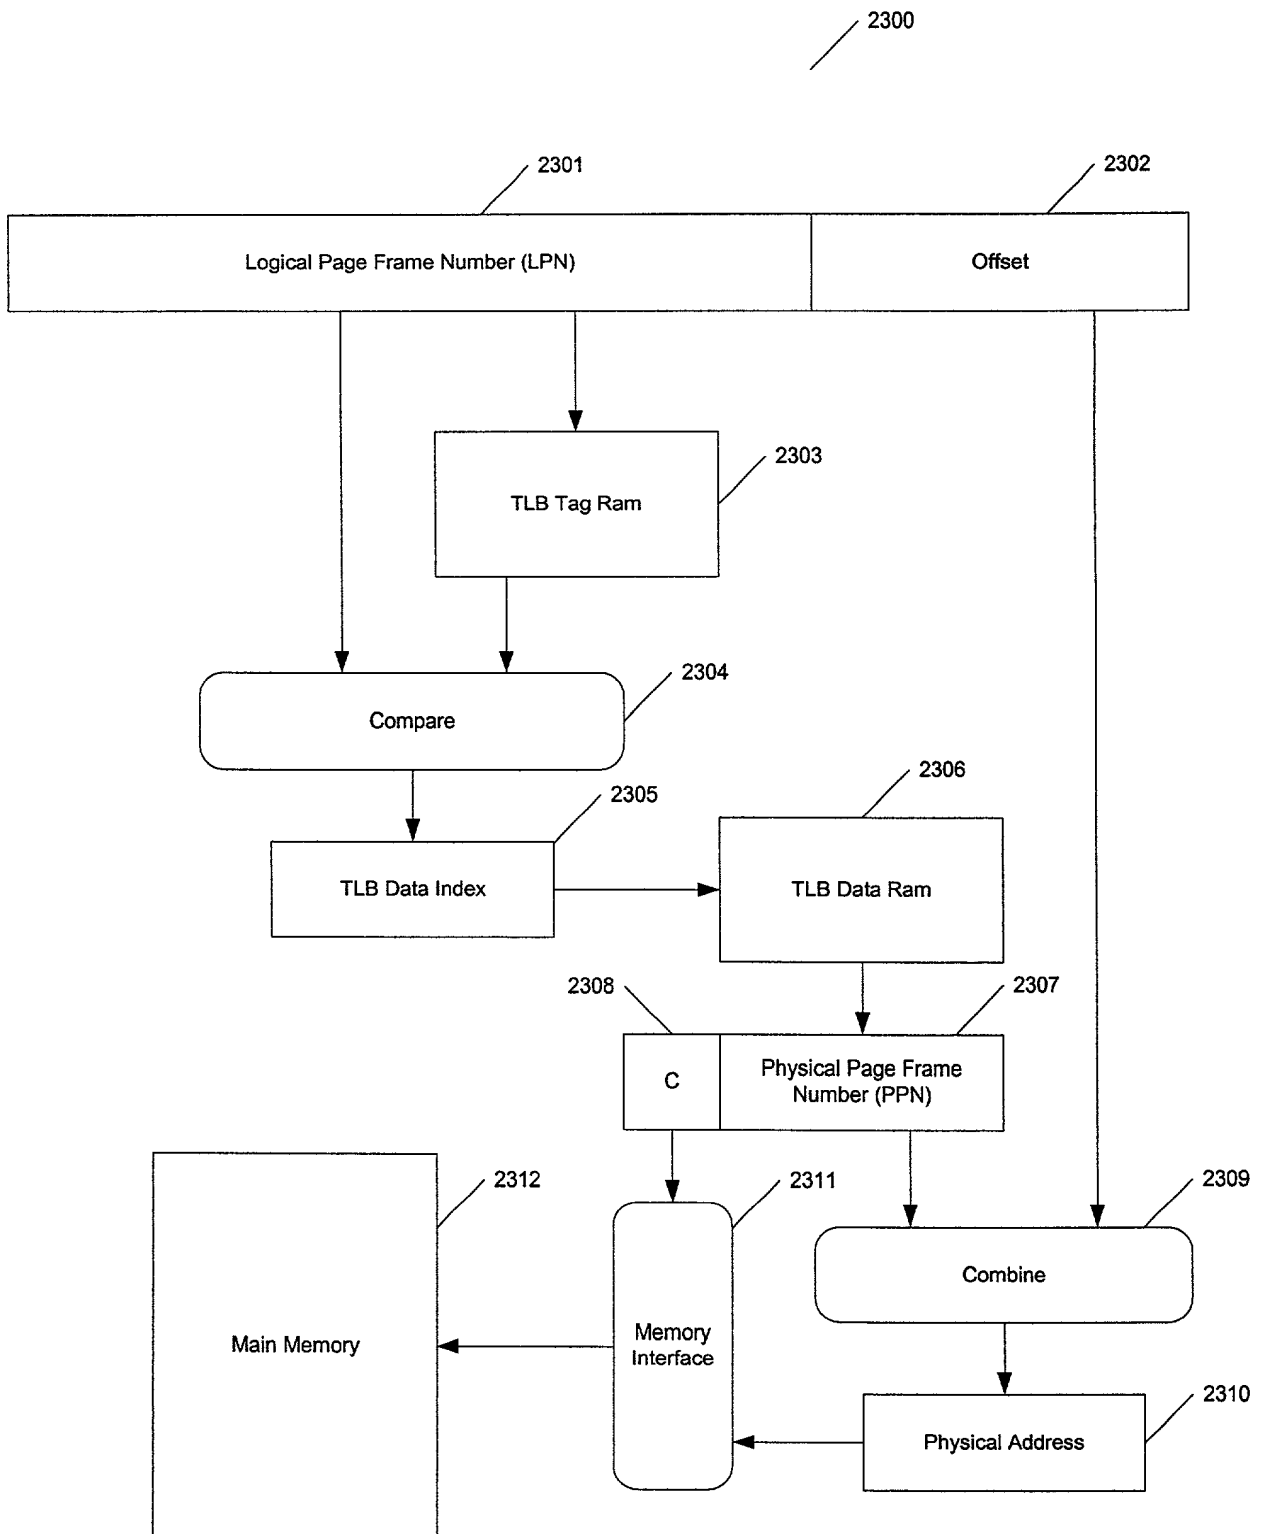 2300
2301
2302
Logical Page Frame Number (LPN)
Offset
2303
TLB Tag Ram
2304
Compare
2305
2306
TLB Data Index
TLB Data Ram
2308
2307
C
Physical Page Frame
Number (PPN)
2312
2311
2309
Combine
Main Memory
Memory
Interface
2310
Physical Address